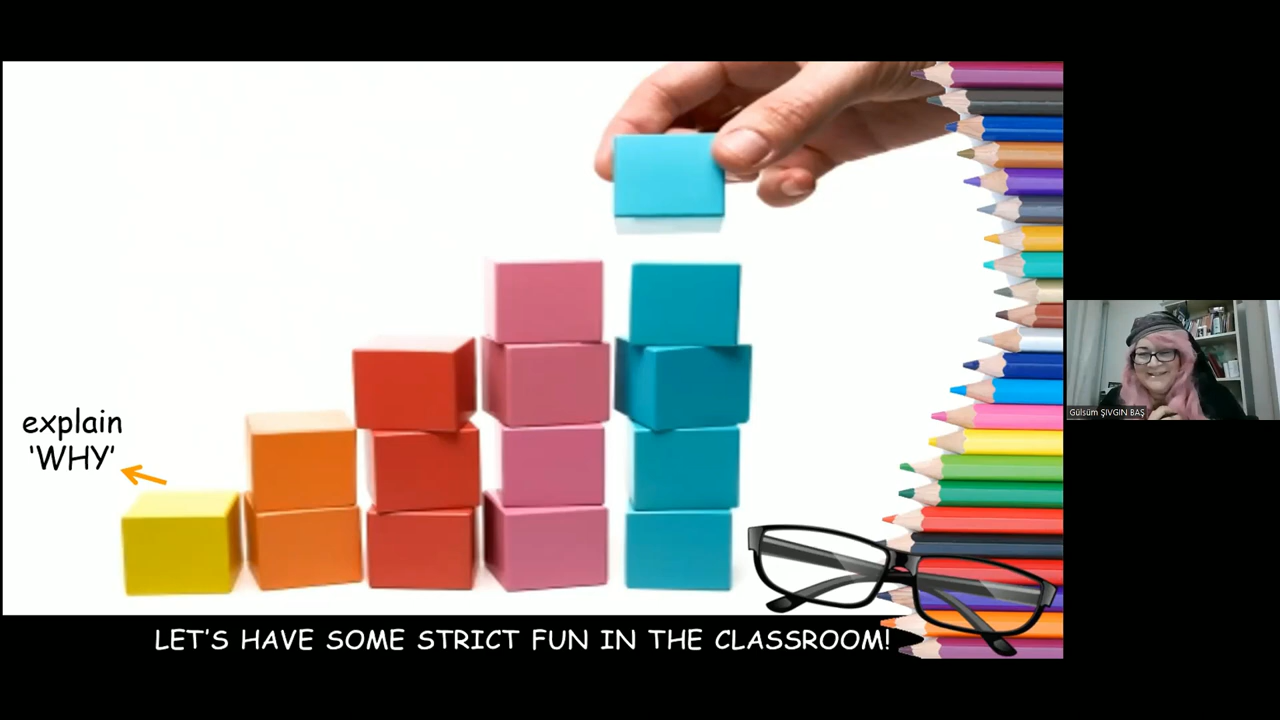 explain
‘WHY’
LET’S HAVE SOME STRICT FUN IN THE CLASSROOM!
Gülsüm ŞIVGIN BAŞ